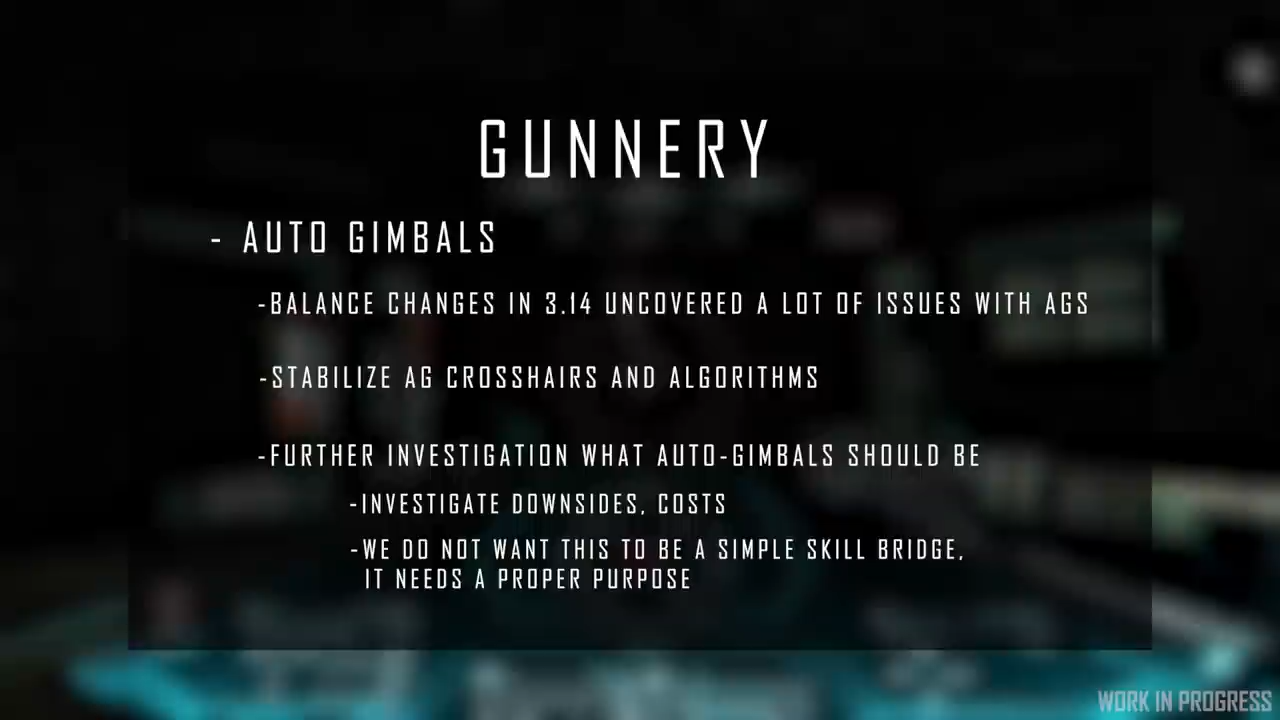 GUNNERY
- AUTO GIMBALS
-BALANCE CHANGES IN 3.14 UNCOVERED A LOT OF ISSUES WITH AGS
-STABILIZE AG CROSSHAIRS AND ALGORITHMS
-FURTHER INVESTIGATION WHAT AUTO-GIMBALS SHOULD BE
-INVESTIGATE DOWNSIDES, COSTS
-WE DO NOT WANT THIS TO BE A SIMPLE SKILL BRIDGE,
IT NEEDS A PROPER PURPOSE
WORK IN PROGRESS